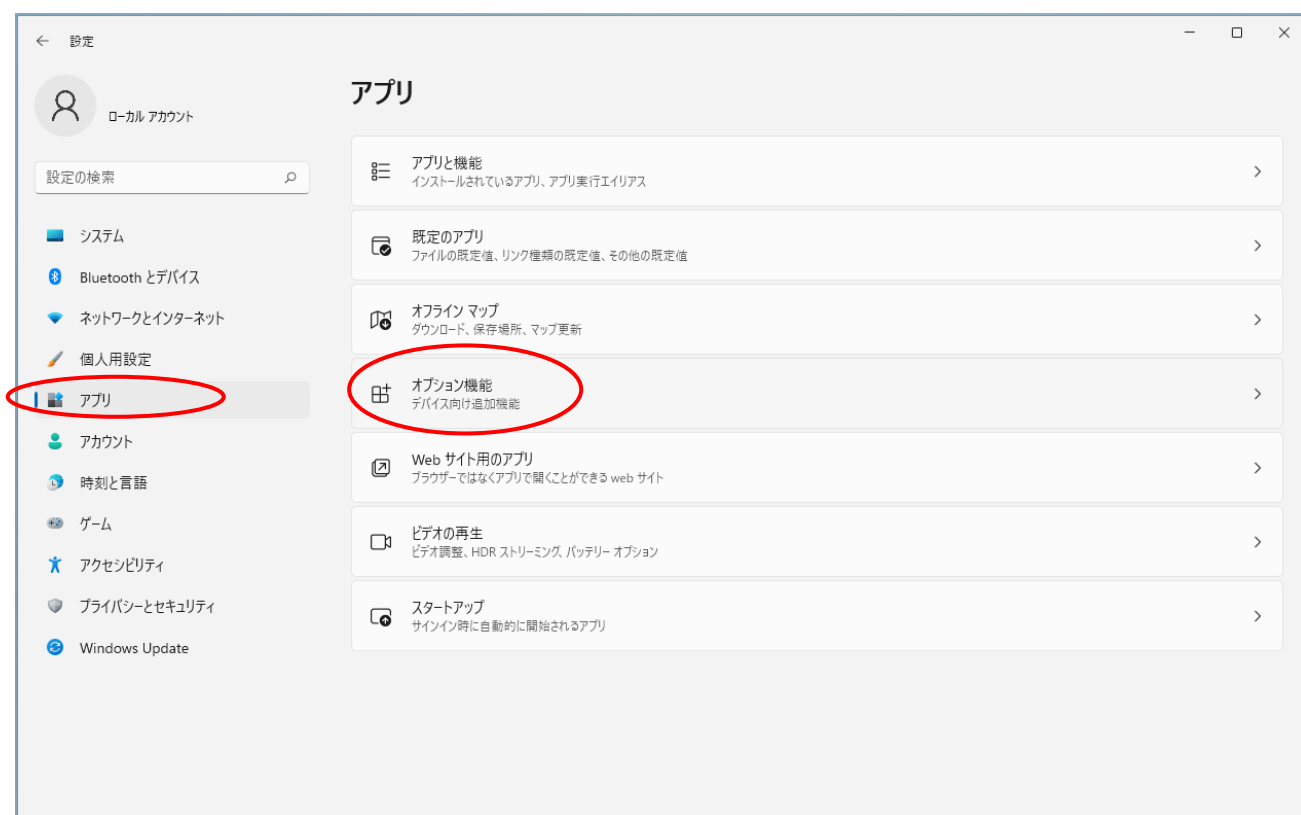 設定
ローカル アカウント
設定の検索
システム
Bluetooth とデバイス
ネットワークとインターネット
個人用設定
アプリ
アカウント
時刻と言語
ゲーム
アクセシビリティ
プライバシーとセキュリティ
Windows Update
アプリ
アプリと機能
インストールされているアプリ、アプリ実行エイリアス
既定のアプリ
ファイルの既定値、リンク種類の既定値、その他の既定値
オフライン マップ
ダウンロード、保存場所、マップ更新
オプション機能
デバイス向け追加機能
Web サイト用のアプリ
ブラウザーではなくアプリで開くことができる web サイト
ビデオの再生
ビデオ調整、HDR ストリーミング、バッテリー オプション
スタートアップ
サインイン時に自動的に開始されるアプリ